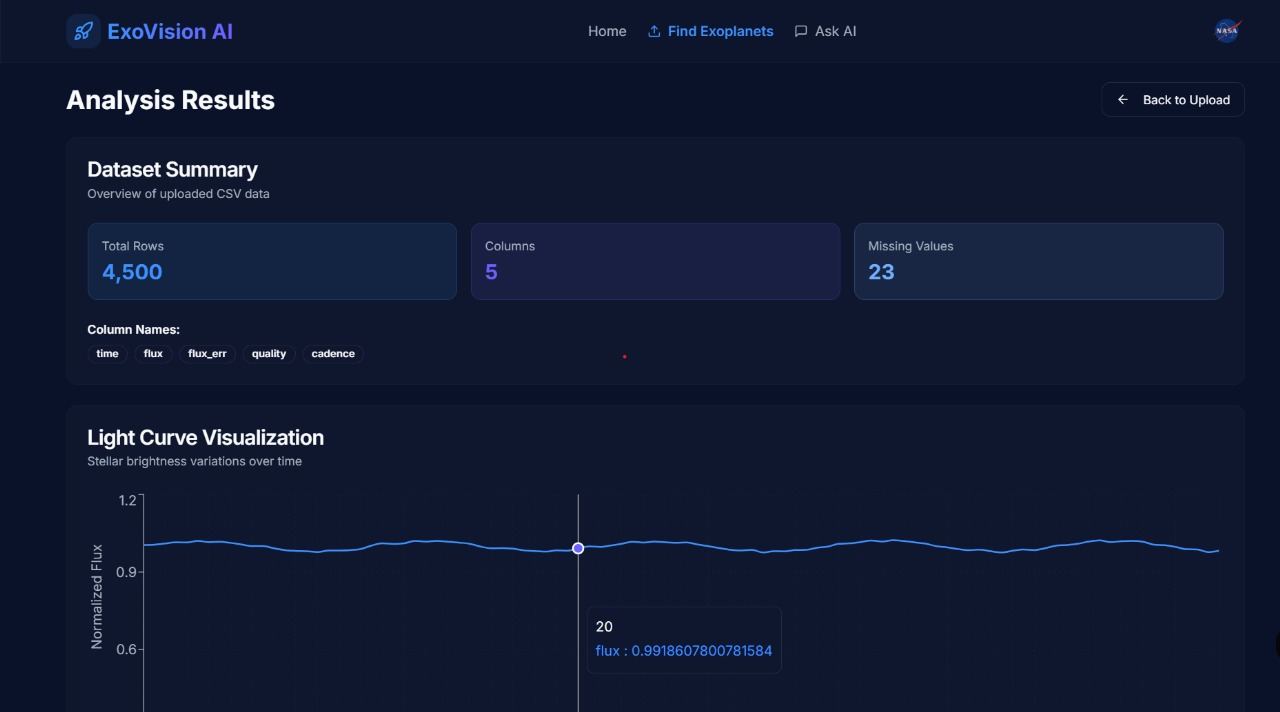 ExoVision AI
Home
Find Exoplanets
Ask AI
NASA
Analysis Results
Back to Upload
Dataset Summary
Overview of uploaded CSV data
Total Rows
4,500
Columns
5
Missing Values
23
Column Names:
time flux flux_err quality cadence
Light Curve Visualization
Stellar brightness variations over time
1.2
0.9
0.6
Normalized Flux
20
flux : 0.9918607800781584